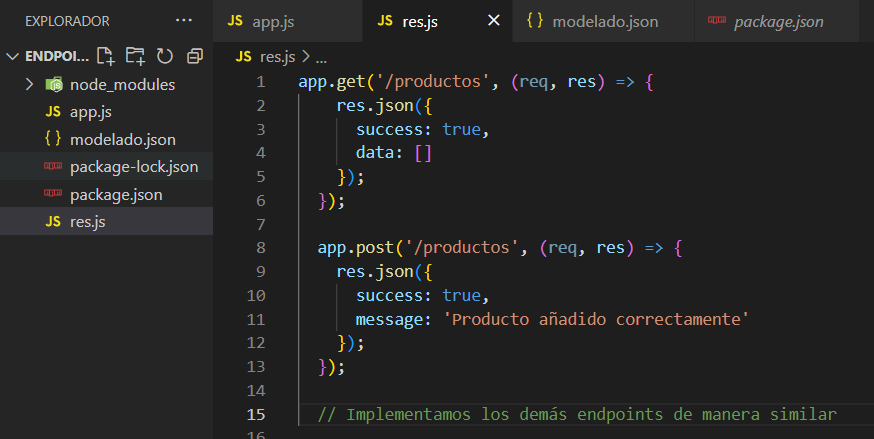 EXPLORADOR ...
JS app.js JS res.js × {} modelado.json package.json
ENDPOI...
JS res.js > ...
node_modules
JS app.js
{} modelado.json
package-lock.json
package.json
JS res.js
1 app.get('/productos', (req, res) => {
2 res.json({
3 success: true,
4 data: []
5 });
6 });
7
8 app.post('/productos', (req, res) => {
9 res.json({
10 success: true,
11 message: 'Producto añadido correctamente'
12 });
13 });
14
15 // Implementamos los demás endpoints de manera similar
16